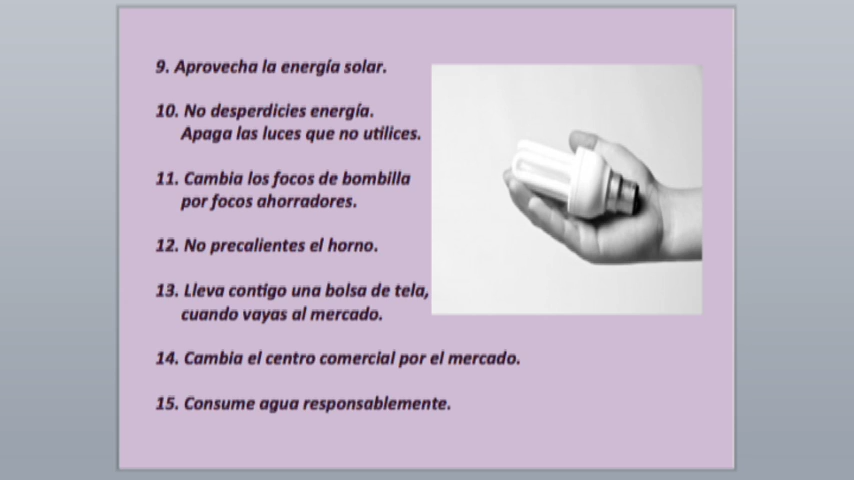 9. Aprovecha la energía solar.
10. No desperdicies energía.
Apaga las luces que no utilices.
11. Cambia los focos de bombilla
por focos ahorradores.
12. No precalientes el horno.
13. Lleva contigo una bolsa de tela,
cuando vayas al mercado.
14. Cambia el centro comercial por el mercado.
15. Consume agua responsablemente.